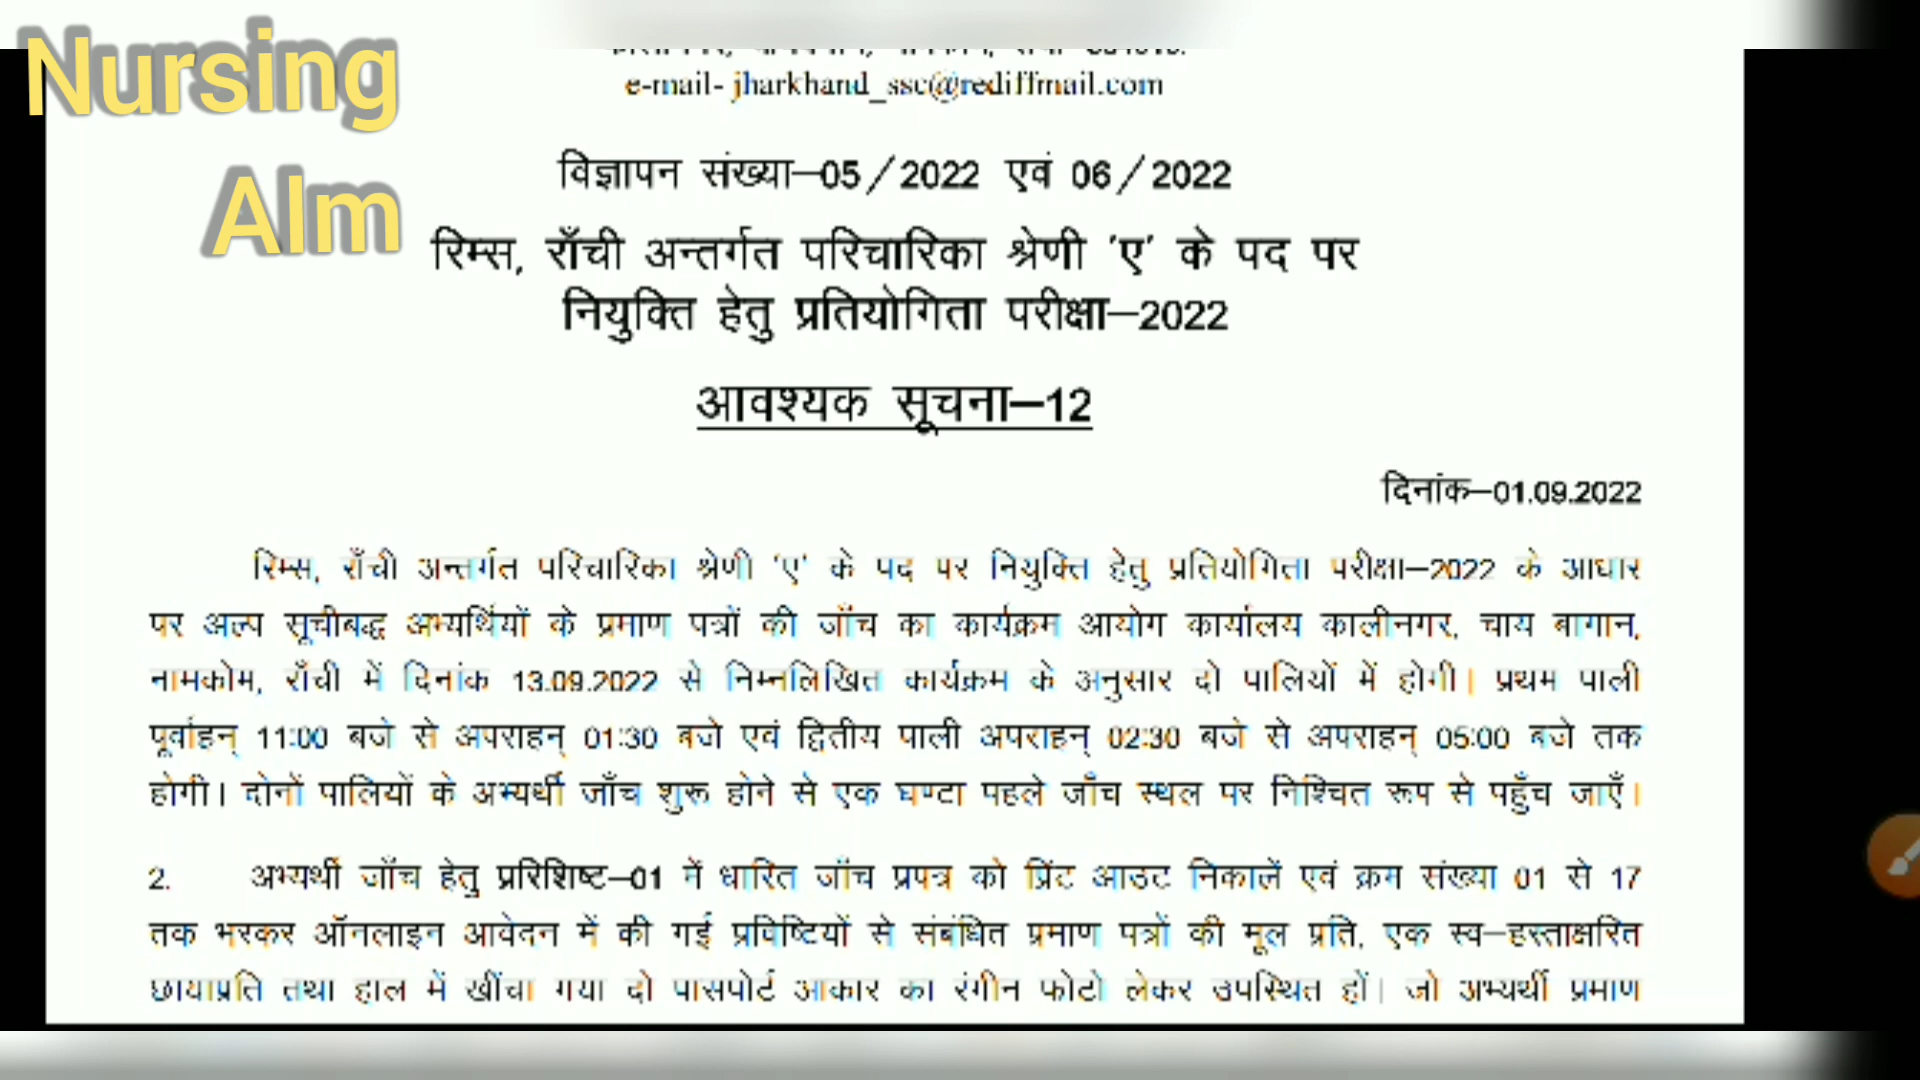 Nursing
Alm
e-mail- jharkhand_ssc@rediffmail.com
विज्ञापन संख्या–05/2022 एवं 06/2022
रिम्स, राँची अन्तर्गत परिचारिका श्रेणी 'ए' के पद पर
नियुक्ति हेतु प्रतियोगिता परीक्षा–2022
आवश्यक सूचना–12
दिनांक–01.09.2022
रिम्स, राँची अन्तर्गत परिचारिका श्रेणी 'ए' के पद पर नियुक्ति हेतु प्रतियोगिता परीक्षा–2022 के आधार
पर अल्प सूचीबद्ध अभ्यर्थियों के प्रमाण पत्रों की जाँच का कार्यक्रम आयोग कार्यालय कालीनगर, चाय बागान,
नामकोम, राँची में दिनांक 13.09.2022 से निम्नलिखित कार्यक्रम के अनुसार दो पालियों में होगी। प्रथम पाली
पूर्वाहन् 11:00 बजे से अपराहन् 01:30 बजे एवं द्वितीय पाली अपराहन् 02:30 बजे से अपराहन् 05:00 बजे तक
होगी। दोनों पालियों के अभ्यर्थी जाँच शुरू होने से एक घण्टा पहले जाँच स्थल पर निश्चित रूप से पहुँच जाएँ।
2. अभ्यर्थी जाँच हेतु प्ररिशिष्ट–01 में धारित जाँच प्रपत्र को प्रिंट आउट निकालें एवं क्रम संख्या 01 से 17
तक भरकर ऑनलाइन आवेदन में की गई प्रविष्टियों से संबंधित प्रमाण पत्रों की मूल प्रति, एक स्व–हस्ताक्षरित
छायाप्रति तथा हाल में खींचा गया दो पासपोर्ट आकार का रंगीन फोटो लेकर उपस्थित हों। जो अभ्यर्थी प्रमाण